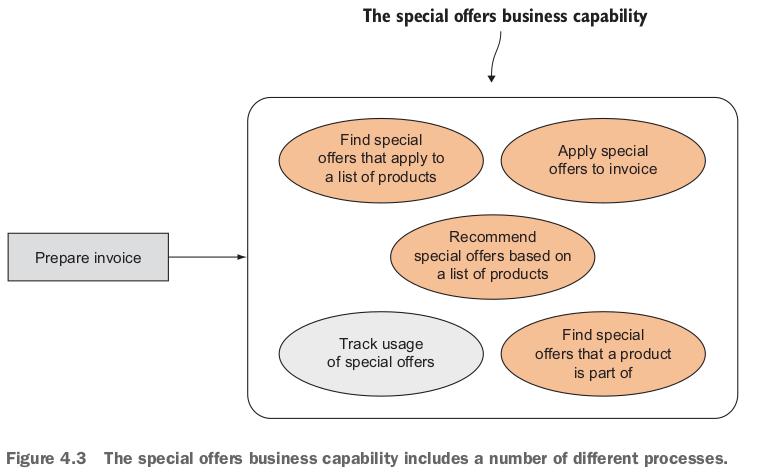 The special offers business capability
Find special
offers that apply to
a list of products
Apply special
offers to invoice
Recommend
special offers based on
a list of products
Prepare invoice
Track usage
of special offers
Find special
offers that a product
is part of
Figure 4.3 The special offers business capability includes a number of different processes.